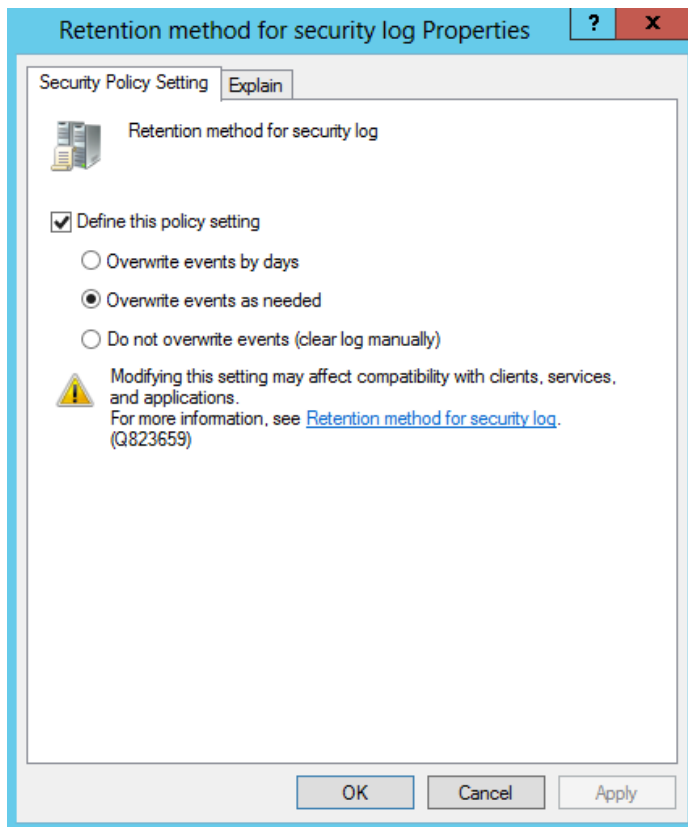 Retention method for security log Properties
? x
Security Policy Setting Explain
Retention method for security log
Define this policy setting
Overwrite events by days
Overwrite events as needed
Do not overwrite events (clear log manually)
Modifying this setting may affect compatibility with clients, services,
and applications.
For more information, see Retention method for security log.
(Q823659)
OK Cancel Apply